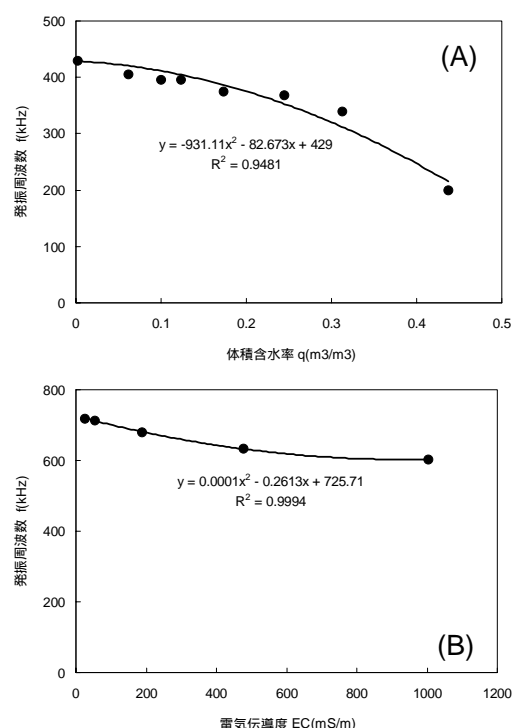 500
400
300
200
100
0
発振周波数 f(kHz)
(A)
y = -931.11x² - 82.673x + 429
R² = 0.9481
0 0.1 0.2 0.3 0.4 0.5
体積含水率 q(m3/m3)
800
600
400
200
0
発振周波数 f(kHz)
y = 0.0001x² - 0.2613x + 725.71
R² = 0.9994
(B)
0 200 400 600 800 1000 1200
電気伝導度 EC(mS/m)